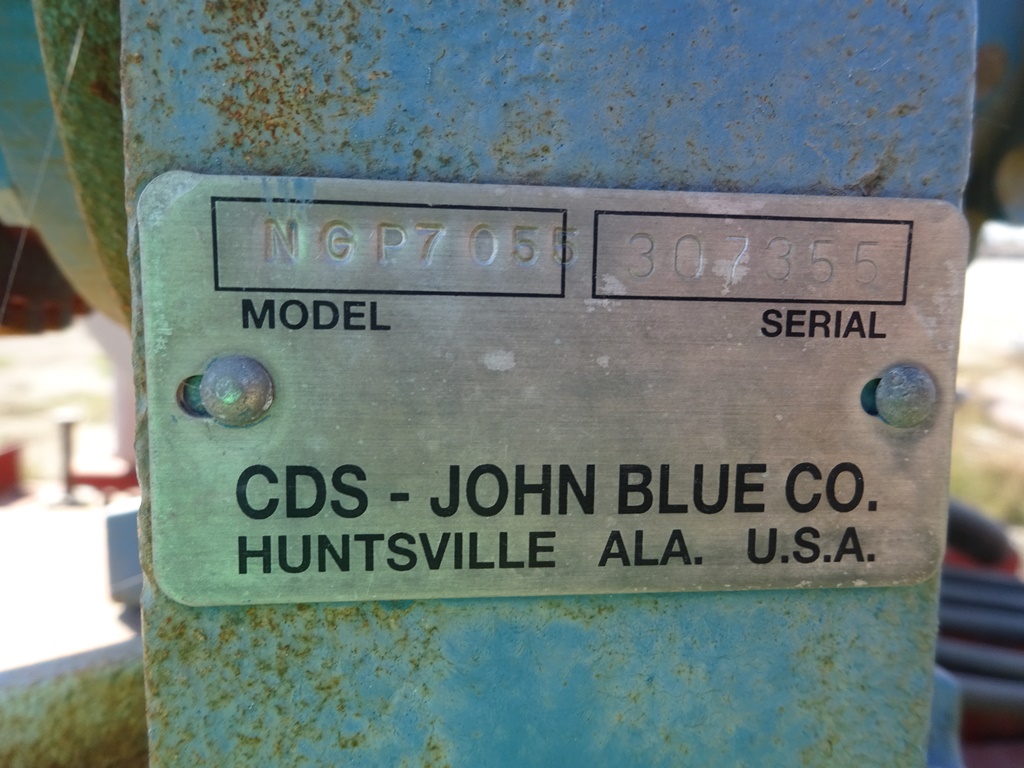 NGP7055 307355
MODEL SERIAL
CDS - JOHN BLUE CO.
HUNTSVILLE ALA. U.S.A.